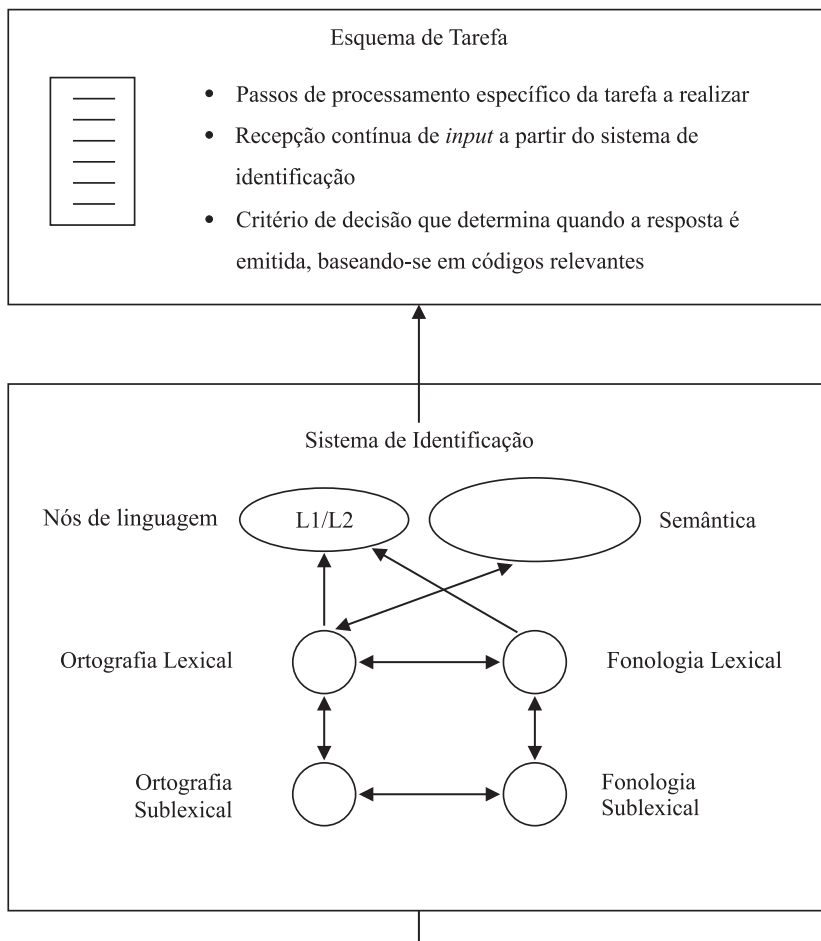 Esquema de Tarefa
• Passos de processamento específico da tarefa a realizar
• Recepção contínua de input a partir do sistema de
identificação
• Critério de decisão que determina quando a resposta é
emitida, baseando-se em códigos relevantes
Sistema de Identificação
Nós de linguagem
L1/L2
Semântica
Ortografia Lexical
Fonologia Lexical
Ortografia
Sublexical
Fonologia
Sublexical